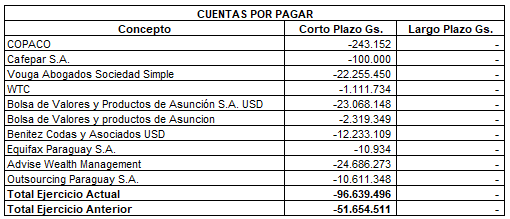 CUENTAS POR PAGAR
Concepto Corto Plazo Gs. Largo Plazo Gs.
COPACO -243.152 -
Cafepar S.A. -100.000 -
Vouga Abogados Sociedad Simple -22.255.450 -
WTC -1.111.734 -
Bolsa de Valores y Productos de Asunción S.A. USD -23.068.148 -
Bolsa de Valores y productos de Asuncion -2.319.349 -
Benitez Codas y Asociados USD -12.233.109 -
Equifax Paraguay S.A. -10.934 -
Advise Wealth Management -24.686.273 -
Outsourcing Paraguay S.A. -10.611.348 -
Total Ejercicio Actual -96.639.496 -
Total Ejercicio Anterior -51.654.511 -